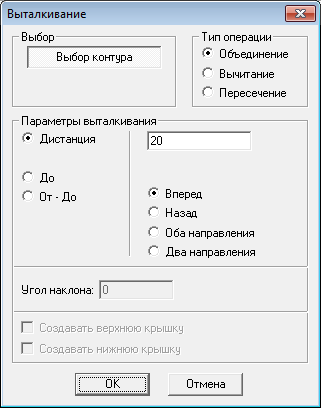 Выталкивание
Выбор
Выбор контура
Тип операции
Объединение
Вычитание
Пересечение
Параметры выталкивания
Дистанция
20
До
От - До
Вперед
Назад
Оба направления
Два направления
Угол наклона: 0
Создавать верхнюю крышку
Создавать нижнюю крышку
OK
Отмена